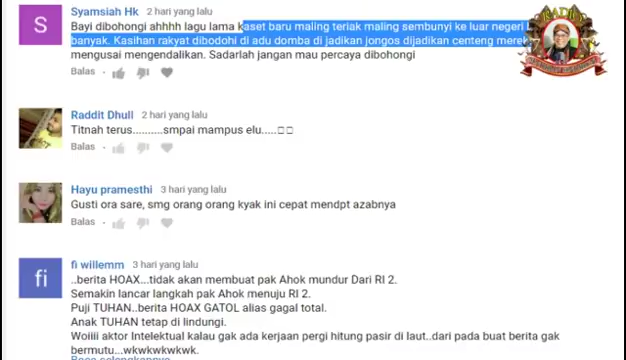 Syamsiah Hk 2 hari yang lalu
Bayi dibohongi ahhhh lagu lama kaset baru maling teriak maling sembunyi ke luar negeri
banyak. Kasihan rakyat dibodohi di adu domba di jadikan jongos dijadikan centeng
mengusai mengendalikan. Sadarlah jangan mau percaya dibohongi
Balas
Raddit Dhull 2 hari yang lalu
Titnah terus..........smpai mampus elu.....
Balas
Hayu pramesthi 3 hari yang lalu
Gusti ora sare, smg orang orang kyak ini cepat mendpt azabnya
Balas
fi willemm 3 hari yang lalu
..berita HOAX...tidak akan membuat pak Ahok mundur Dari RI 2.
Semakin lancar langkah pak Ahok menuju RI 2.
Puji TUHAN..berita HOAX GATOL alias gagal total.
Anak TUHAN tetap di lindungi.
Woiiii aktor Intelektual kalau gak ada kerjaan pergi hitung pasir di laut..dari pada buat berita gak
bermutu...wkwkwkwkwk.